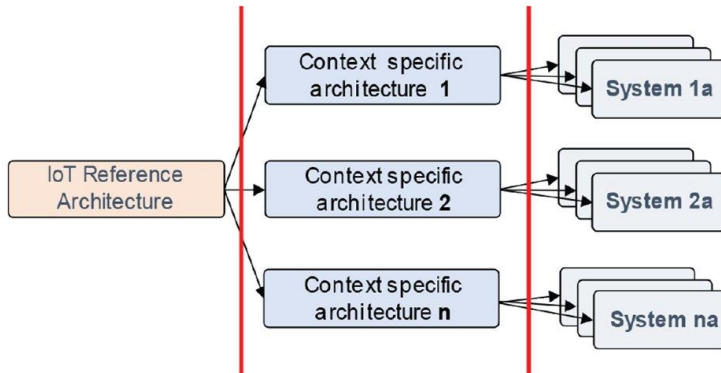 IoT Reference
Architecture
Context specific
architecture 1
Context specific
architecture 2
Context specific
architecture n
System 1a
System 2a
System na